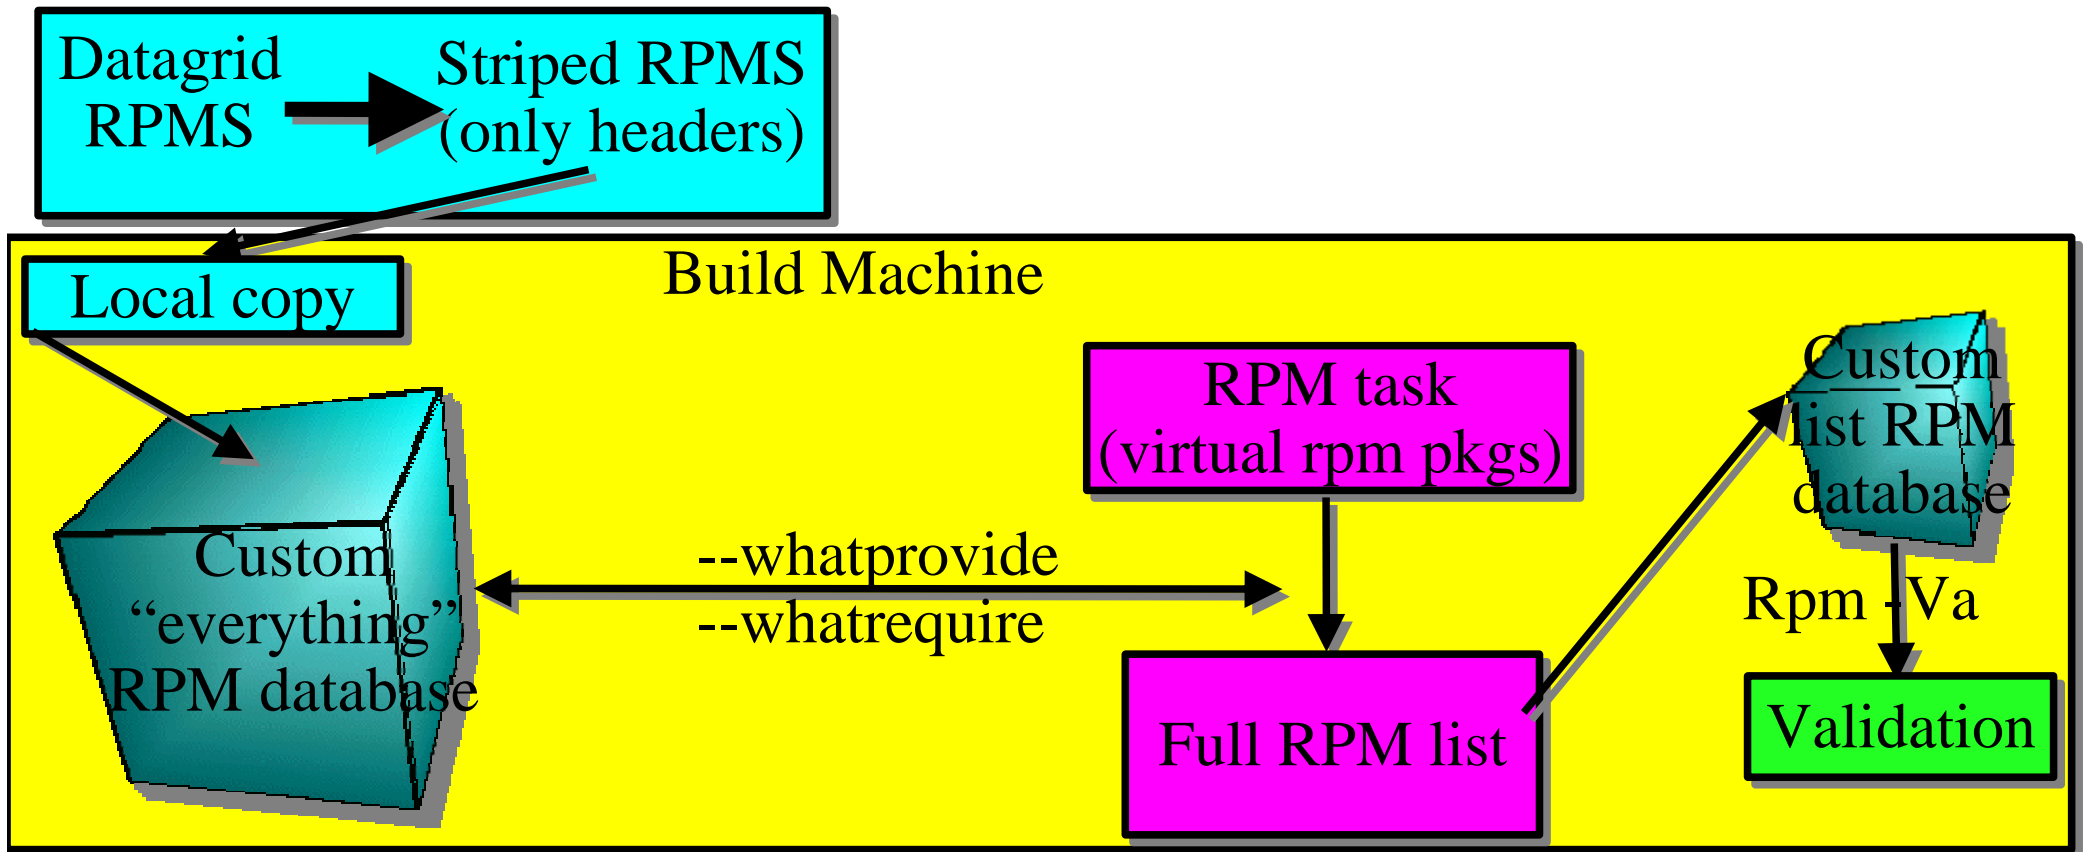 Datagrid
RPMS
Striped RPMS
(only headers)
Build Machine
Local copy
RPM task
(virtual rpm pkgs)
Custom
list RPM
database
Custom
“everything”
RPM database
--whatprovide
--whatrequire
Rpm -Va
Full RPM list
Validation